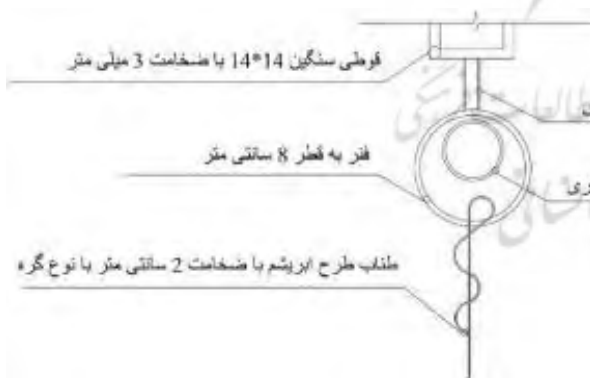 قوطی سنگین 14*14 با ضخامت 3 میلی متر
فنر به قطر 8 سانتی متر
طناب طرح ابریشم با ضخامت 2 سانتی متر با نوع گره